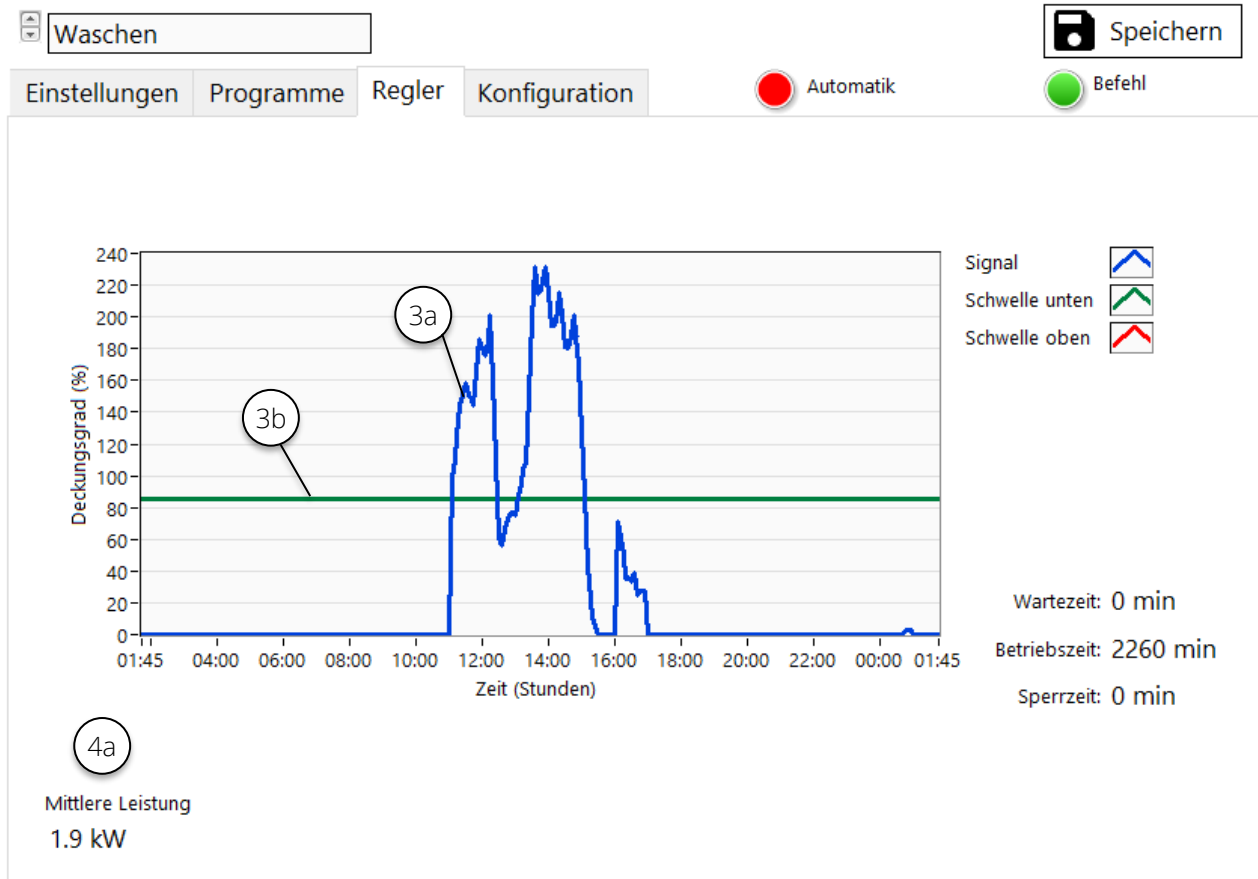 Waschen
Speichern
Einstellungen Programme Regler Konfiguration
Automatik
Befehl
240
220
200
180
160
140
120
100
80
60
40
20
0
Deckungsgrad (%)
3a
3b
01:45 04:00 06:00 08:00 10:00 12:00 14:00 16:00 18:00 20:00 22:00 00:00 01:45
Zeit (Stunden)
Signal
Schwelle unten
Schwelle oben
Wartezeit: 0 min
Betriebszeit: 2260 min
Sperrzeit: 0 min
4a
Mittlere Leistung
1.9 kW